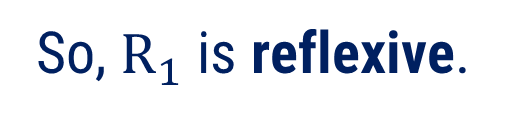 So, R₁ is reflexive.